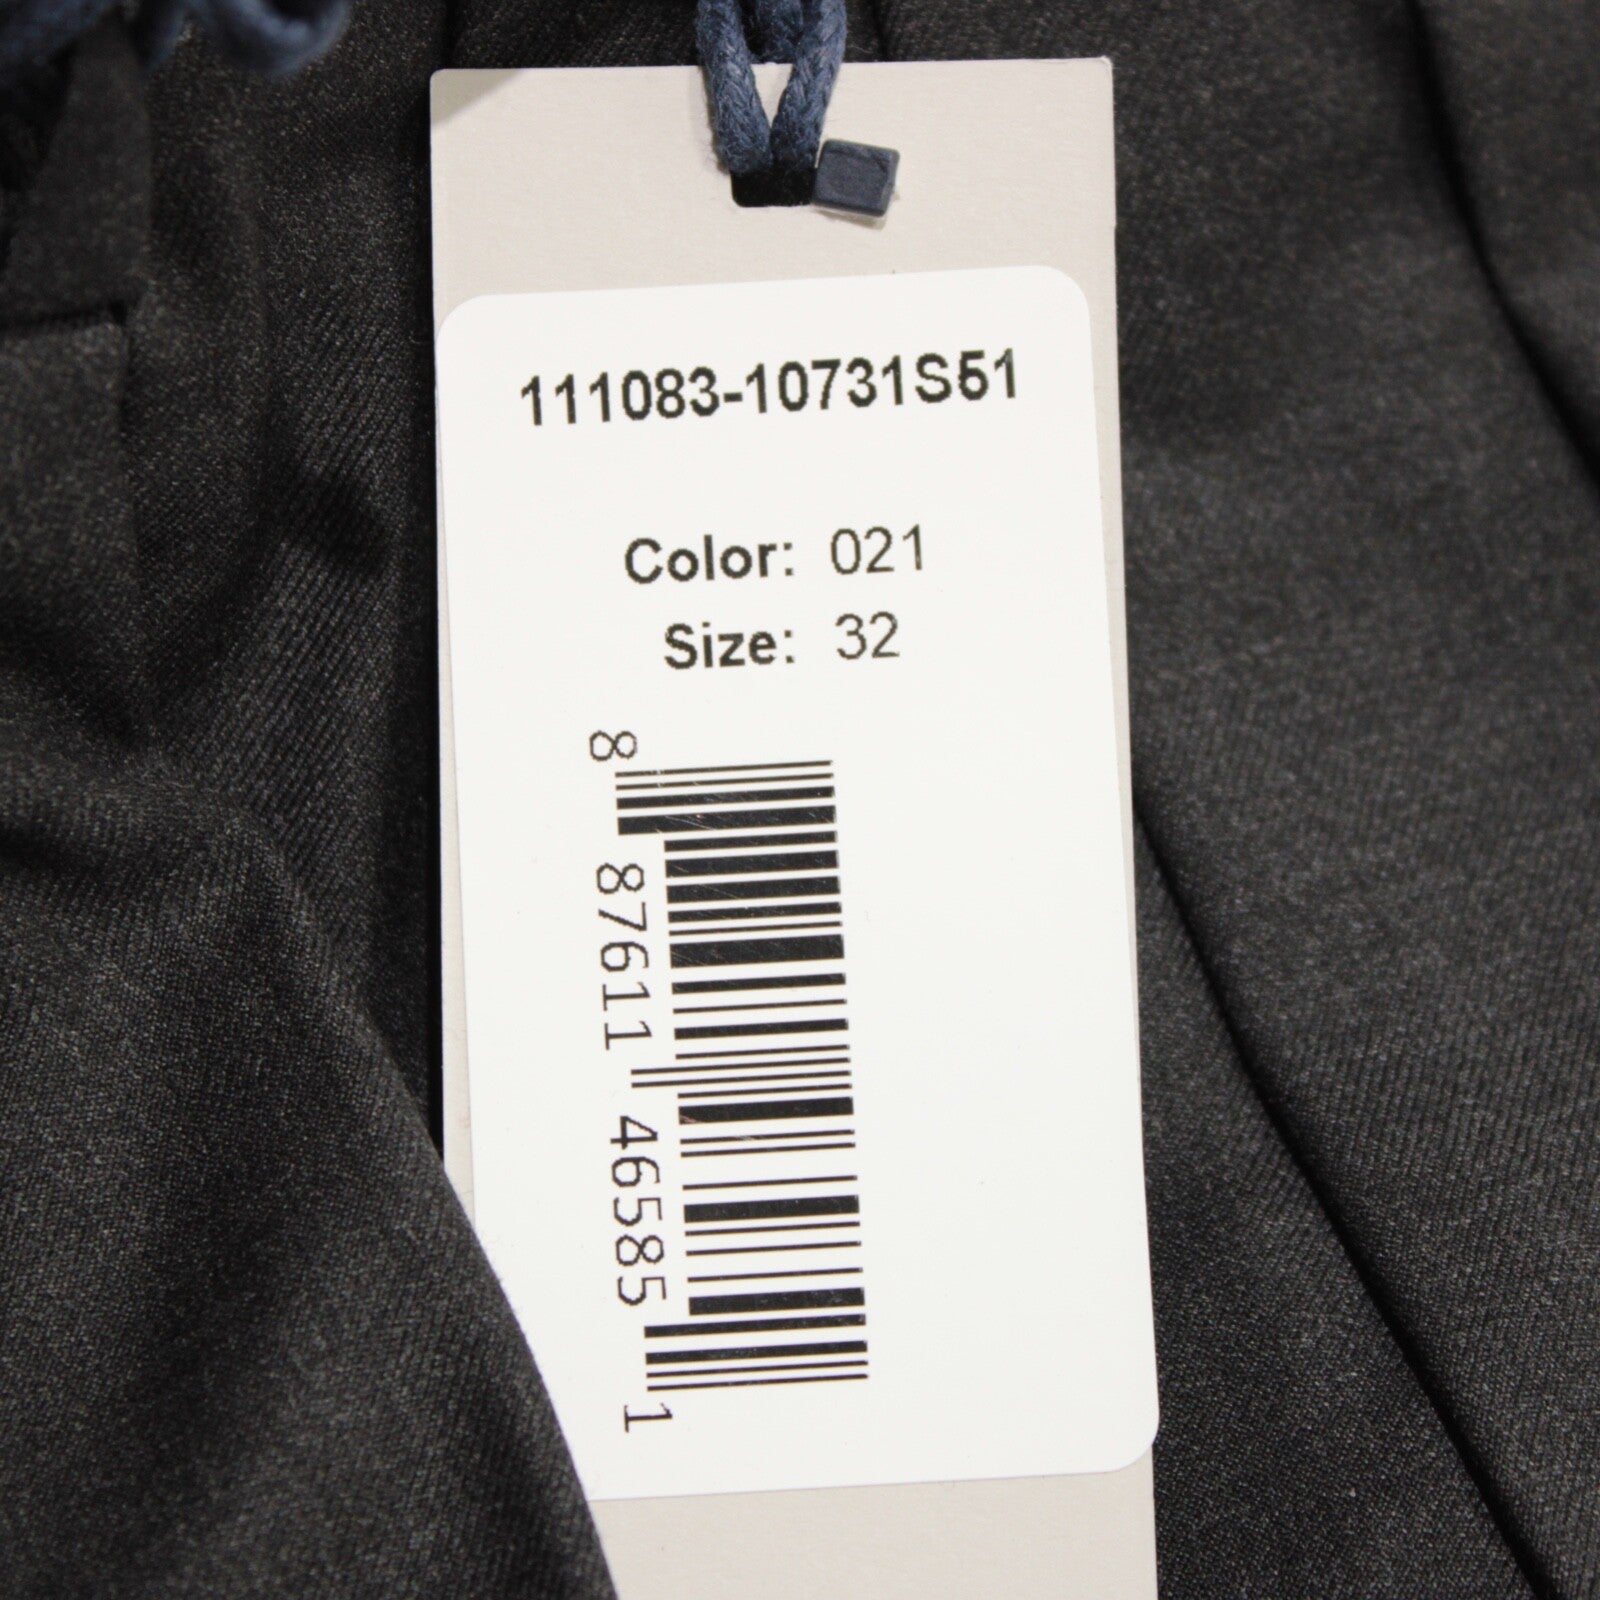 111083-10731S51
Color: 021
Size: 32
8 87611 46585 1